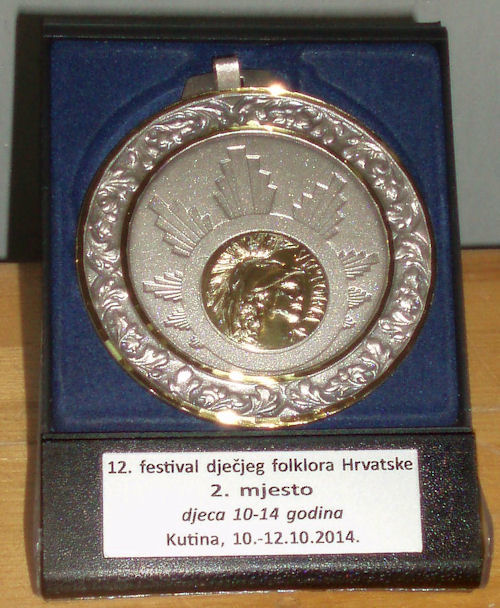 12. festival dječjeg folklora Hrvatske
2. mjesto
djeca 10-14 godina
Kutina, 10.-12.10.2014.